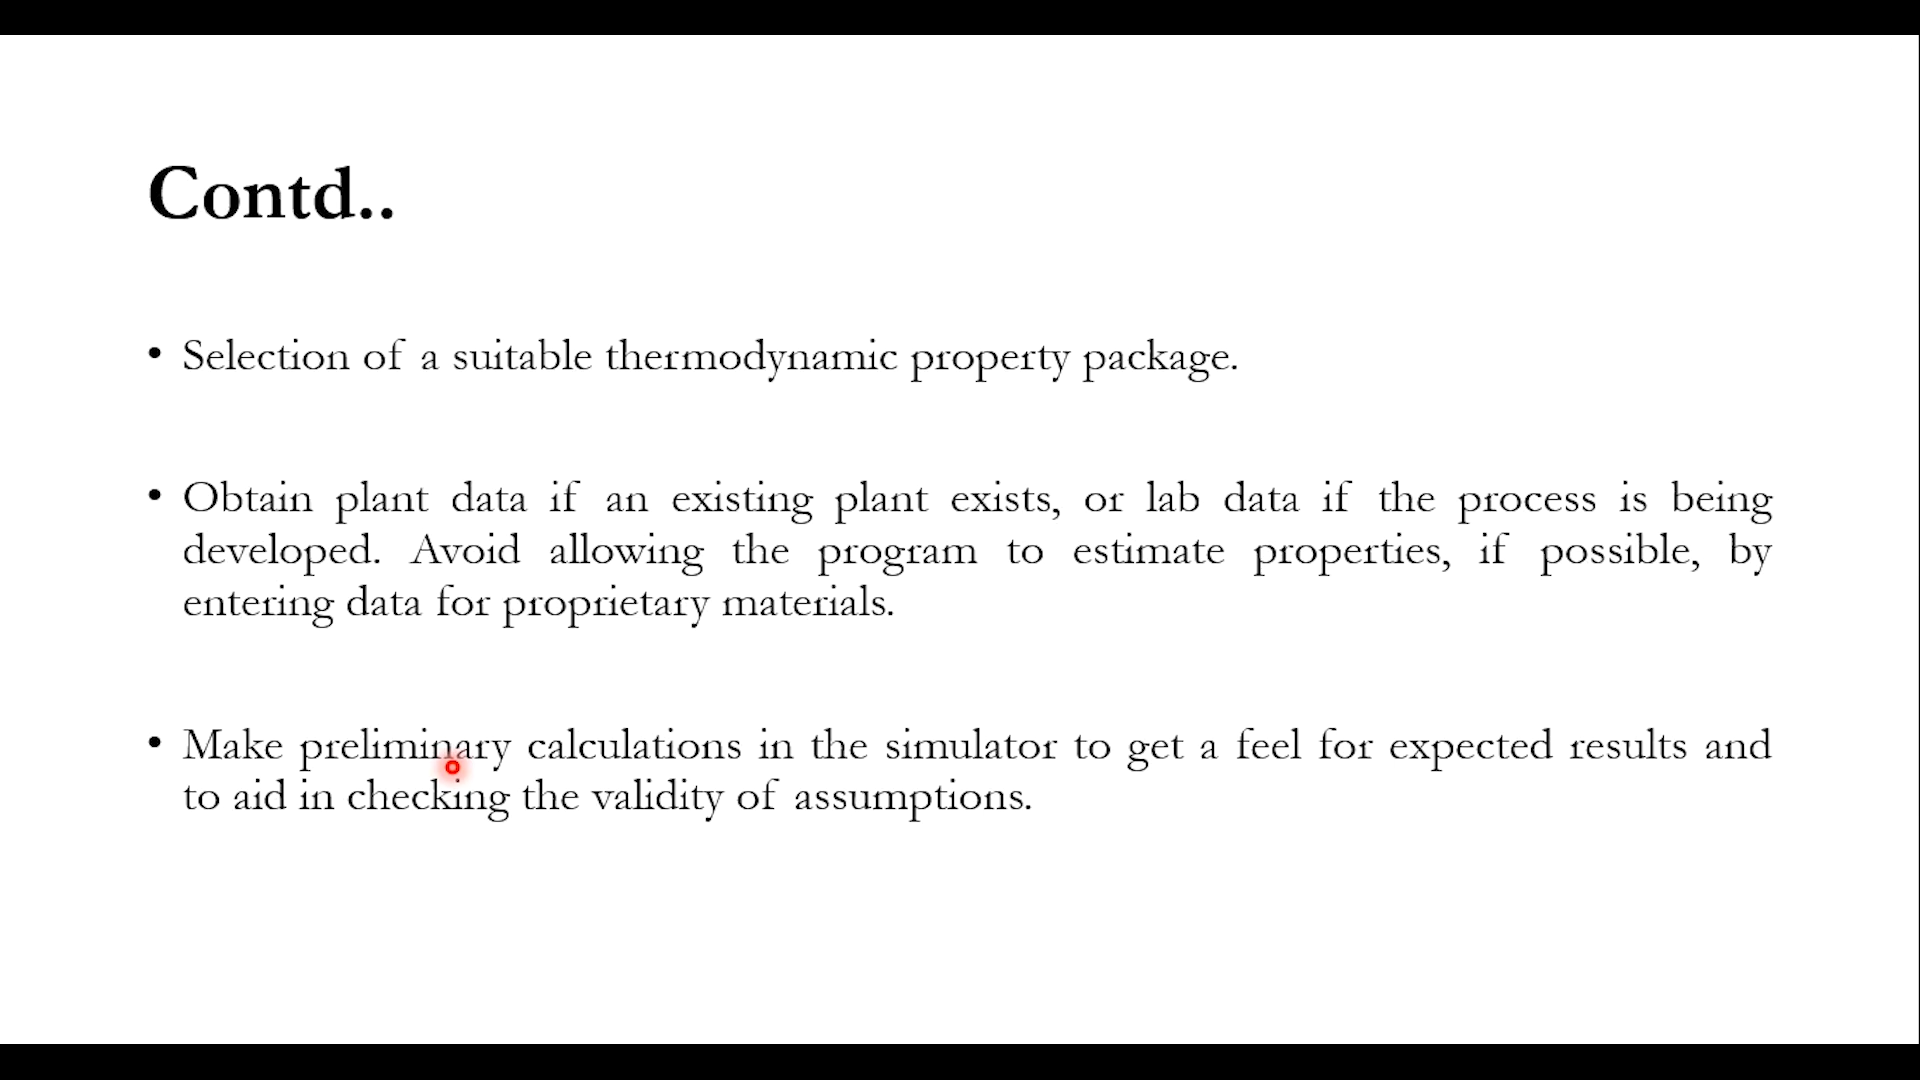 Contd..
• Selection of a suitable thermodynamic property package.
• Obtain plant data if an existing plant exists, or lab data if the process is being
developed. Avoid allowing the program to estimate properties, if possible, by
entering data for proprietary materials.
• Make preliminary calculations in the simulator to get a feel for expected results and
to aid in checking the validity of assumptions.